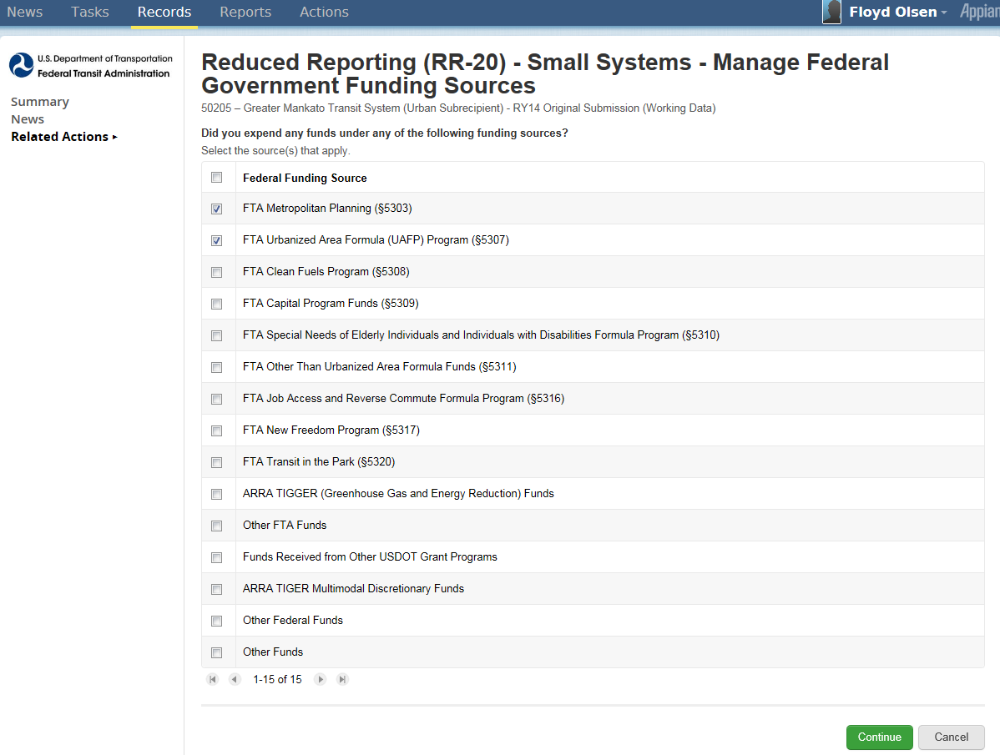 News Tasks Records Reports Actions Floyd Olsen Appian
U.S. Department of Transportation
Federal Transit Administration
Summary
News
Related Actions
Reduced Reporting (RR-20) - Small Systems - Manage Federal
Government Funding Sources
50205 – Greater Mankato Transit System (Urban Subrecipient) - RY14 Original Submission (Working Data)
Did you expend any funds under any of the following funding sources?
Select the source(s) that apply.
Federal Funding Source
FTA Metropolitan Planning (§5303)
FTA Urbanized Area Formula (UAFP) Program (§5307)
FTA Clean Fuels Program (§5308)
FTA Capital Program Funds (§5309)
FTA Special Needs of Elderly Individuals and Individuals with Disabilities Formula Program (§5310)
FTA Other Than Urbanized Area Formula Funds (§5311)
FTA Job Access and Reverse Commute Formula Program (§5316)
FTA New Freedom Program (§5317)
FTA Transit in the Park (§5320)
ARRA TIGGER (Greenhouse Gas and Energy Reduction) Funds
Other FTA Funds
Funds Received from Other USDOT Grant Programs
ARRA TIGER Multimodal Discretionary Funds
Other Federal Funds
Other Funds
1-15 of 15
Continue Cancel